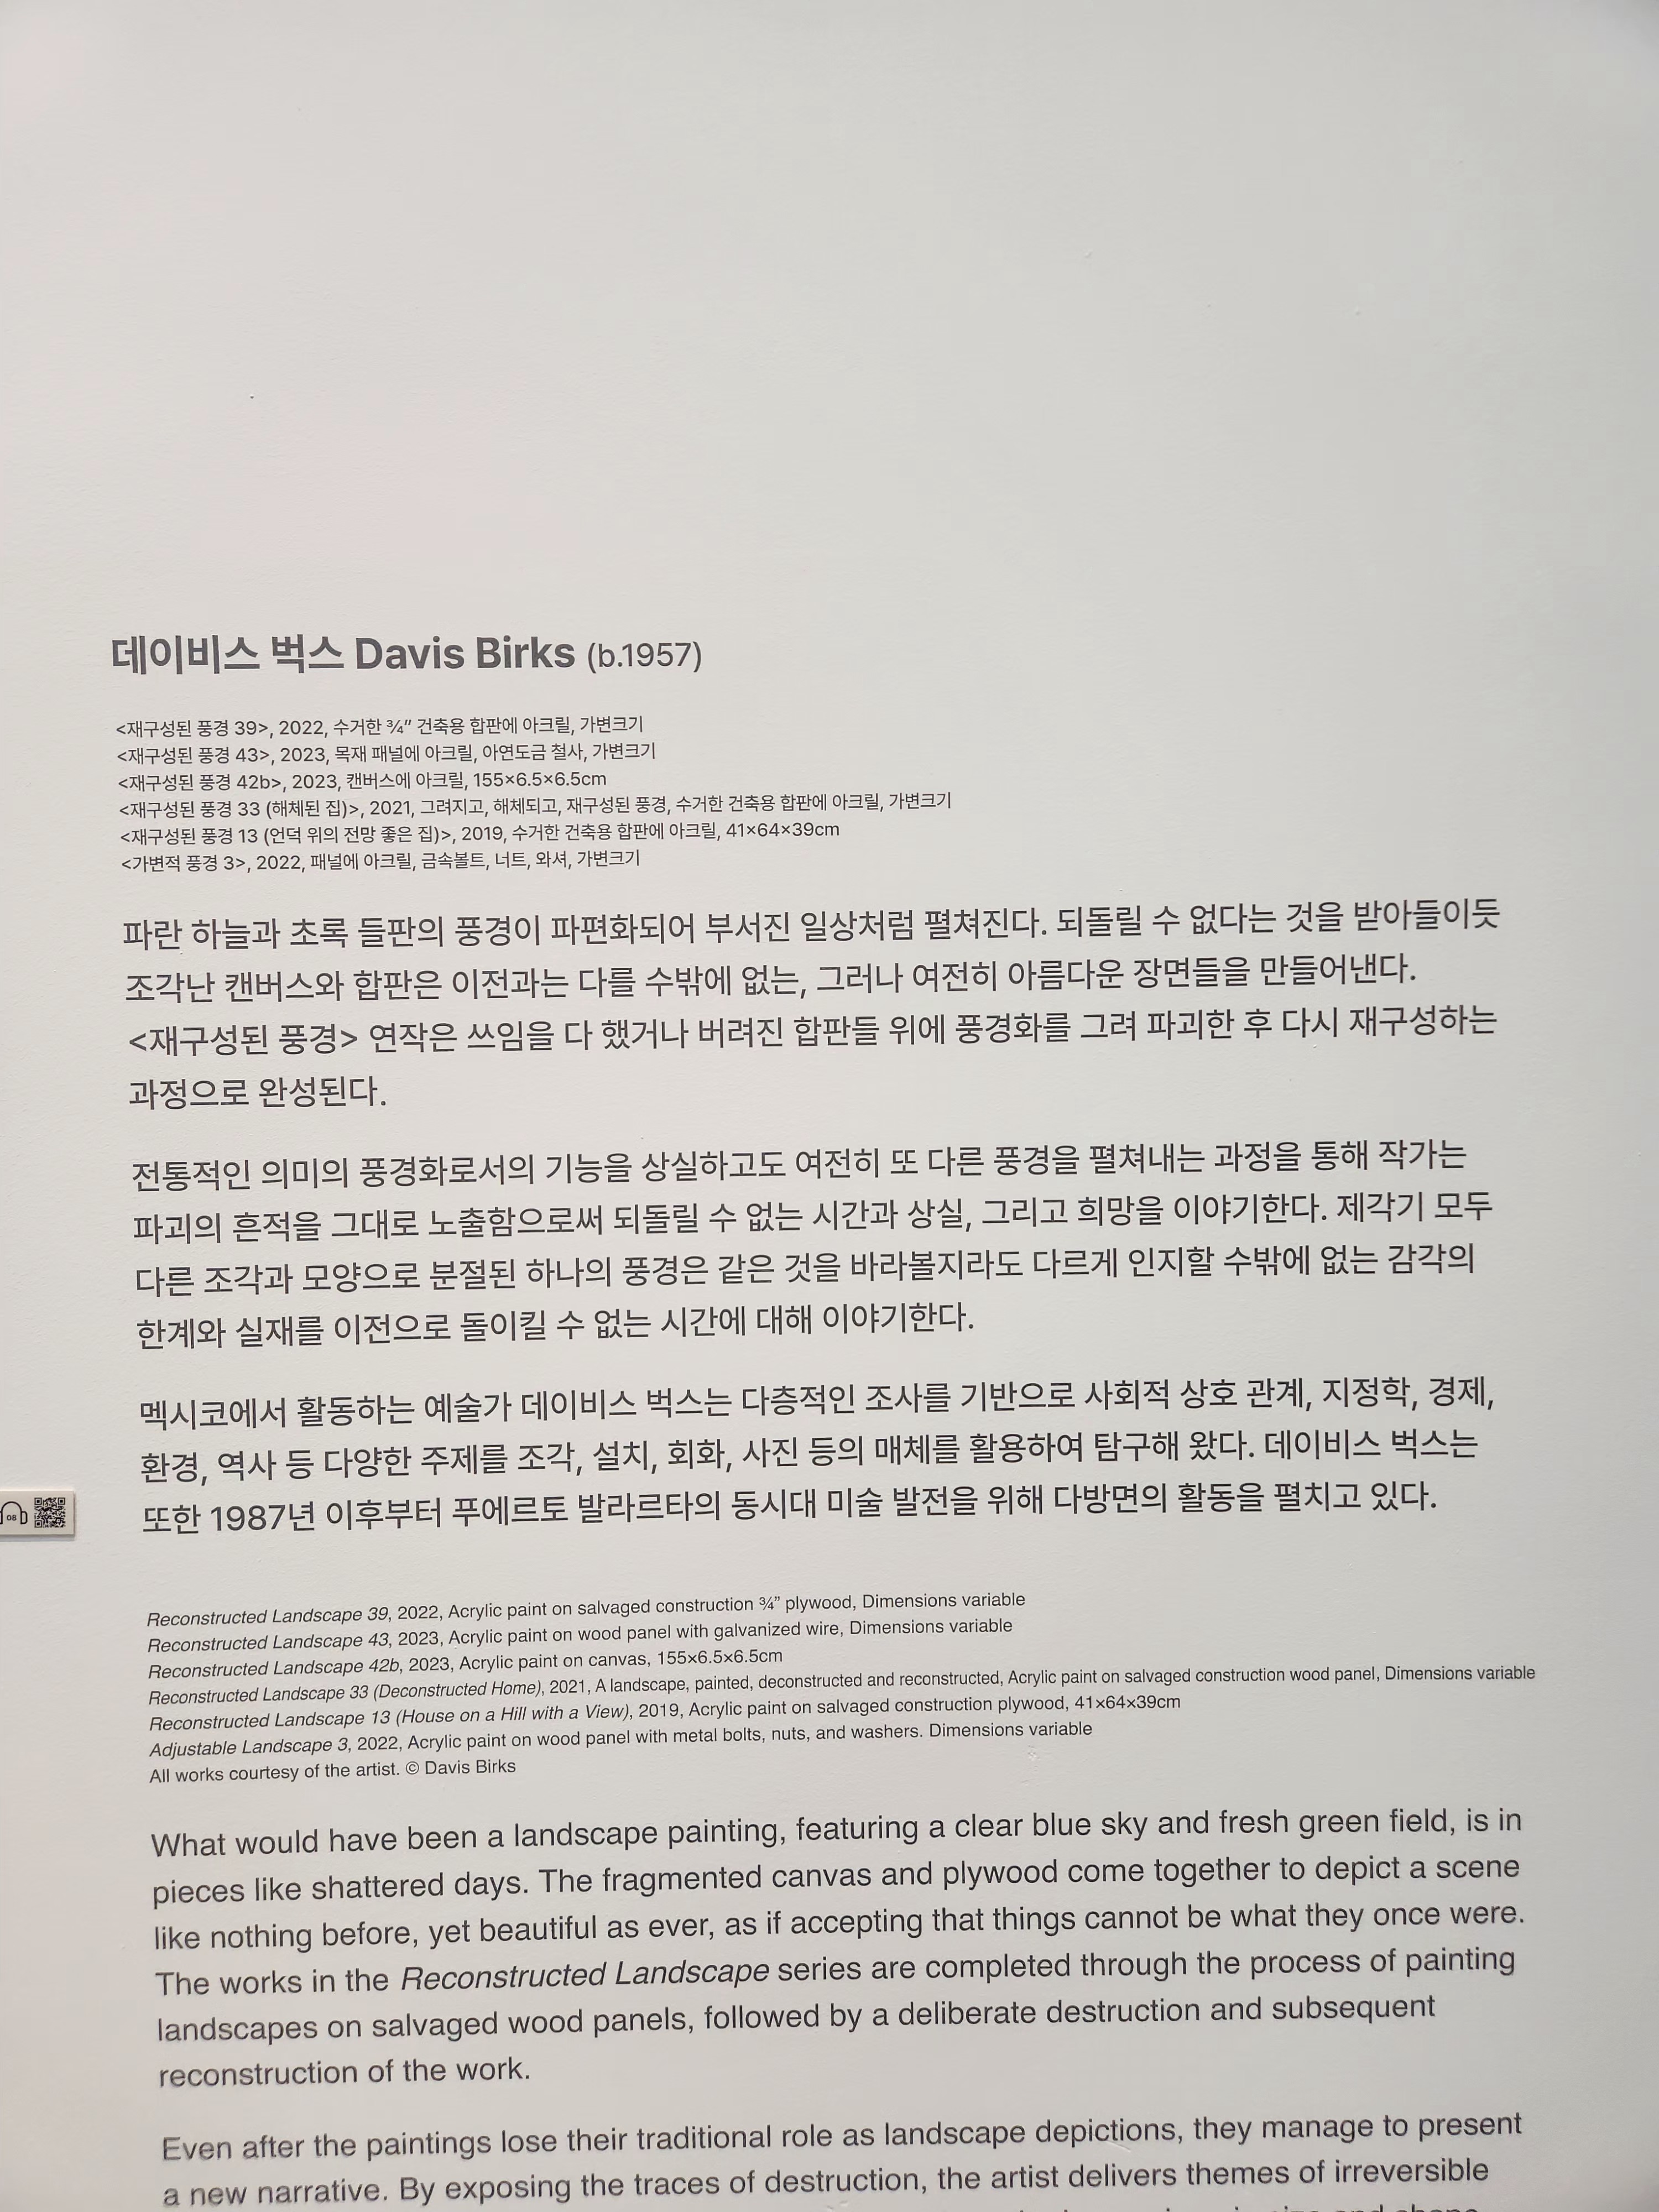 데이비스 벅스 Davis Birks (b.1957)
<재구성된 풍경 39>, 2022, 수거한 ¾″ 건축용 합판에 아크릴, 가변크기
<재구성된 풍경 43>, 2023, 목재 패널에 아크릴, 아연도금 철사, 가변크기
<재구성된 풍경 42b>, 2023, 캔버스에 아크릴, 155×6.5×6.5cm
<재구성된 풍경 33 (해체된 집)>, 2021, 그려지고, 해체되고, 재구성된 풍경, 수거한 건축용 합판에 아크릴, 가변크기
<재구성된 풍경 13 (언덕 위의 전망 좋은 집)>, 2019, 수거한 건축용 합판에 아크릴, 41×64×39cm
<가변적 풍경 3>, 2022, 패널에 아크릴, 금속볼트, 너트, 와셔, 가변크기
파란 하늘과 초록 들판의 풍경이 파편화되어 부서진 일상처럼 펼쳐진다. 되돌릴 수 없다는 것을 받아들이듯
조각난 캔버스와 합판은 이전과는 다를 수밖에 없는, 그러나 여전히 아름다운 장면들을 만들어낸다.
<재구성된 풍경> 연작은 쓰임을 다 했거나 버려진 합판들 위에 풍경화를 그려 파괴한 후 다시 재구성하는
과정으로 완성된다.
전통적인 의미의 풍경화로서의 기능을 상실하고도 여전히 또 다른 풍경을 펼쳐내는 과정을 통해 작가는
파괴의 흔적을 그대로 노출함으로써 되돌릴 수 없는 시간과 상실, 그리고 희망을 이야기한다. 제각기 모두
다른 조각과 모양으로 분절된 하나의 풍경은 같은 것을 바라볼지라도 다르게 인지할 수밖에 없는 감각의
한계와 실재를 이전으로 돌이킬 수 없는 시간에 대해 이야기한다.
멕시코에서 활동하는 예술가 데이비스 벅스는 다층적인 조사를 기반으로 사회적 상호 관계, 지정학, 경제,
환경, 역사 등 다양한 주제를 조각, 설치, 회화, 사진 등의 매체를 활용하여 탐구해 왔다. 데이비스 벅스는
또한 1987년 이후부터 푸에르토 발라르타의 동시대 미술 발전을 위해 다방면의 활동을 펼치고 있다.
08
Reconstructed Landscape 39, 2022, Acrylic paint on salvaged construction ¾” plywood, Dimensions variable
Reconstructed Landscape 43, 2023, Acrylic paint on wood panel with galvanized wire, Dimensions variable
Reconstructed Landscape 42b, 2023, Acrylic paint on canvas, 155×6.5×6.5cm
Reconstructed Landscape 33 (Deconstructed Home), 2021, A landscape, painted, deconstructed and reconstructed, Acrylic paint on salvaged construction wood panel, Dimensions variable
Reconstructed Landscape 13 (House on a Hill with a View), 2019, Acrylic paint on salvaged construction plywood, 41×64×39cm
Adjustable Landscape 3, 2022, Acrylic paint on wood panel with metal bolts, nuts, and washers. Dimensions variable
All works courtesy of the artist. © Davis Birks
What would have been a landscape painting, featuring a clear blue sky and fresh green field, is in
pieces like shattered days. The fragmented canvas and plywood come together to depict a scene
like nothing before, yet beautiful as ever, as if accepting that things cannot be what they once were.
The works in the Reconstructed Landscape series are completed through the process of painting
landscapes on salvaged wood panels, followed by a deliberate destruction and subsequent
reconstruction of the work.
Even after the paintings lose their traditional role as landscape depictions, they manage to present
a new narrative. By exposing the traces of destruction, the artist delivers themes of irreversible